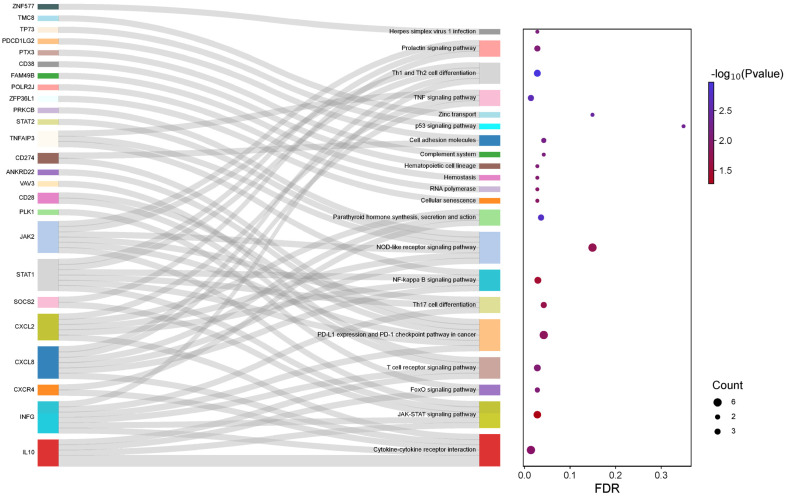 ZNF577
TMC8
TP73
PDCD1LG2
PTX3
CD38
FAM49B
POLR2J
ZFP36L1
PRKCB
STAT2
TNFAIP3
CD274
ANKRD22
VAV3
CD28
PLK1
JAK2
STAT1
SOCS2
CXCL2
CXCL8
CXCR4
INFG
IL10
Herpes simplex virus 1 infection
Prolactin signaling pathway
Th1 and Th2 cell differentiation
TNF signaling pathway
Zinc transport
p53 signaling pathway
Cell adhesion molecules
Complement system
Hematopoietic cell lineage
Hemostasis
RNA polymerase
Cellular senescence
Parathyroid hormone synthesis, secretion and action
NOD-like receptor signaling pathway
NF-kappa B signaling pathway
Th17 cell differentiation
PD-L1 expression and PD-1 checkpoint pathway in cancer
T cell receptor signaling pathway
FoxO signaling pathway
JAK-STAT signaling pathway
Cytokine-cytokine receptor interaction
0.0 0.1 0.2 0.3
FDR
-log10(Pvalue)
2.5
2.0
1.5
Count
6
2
3